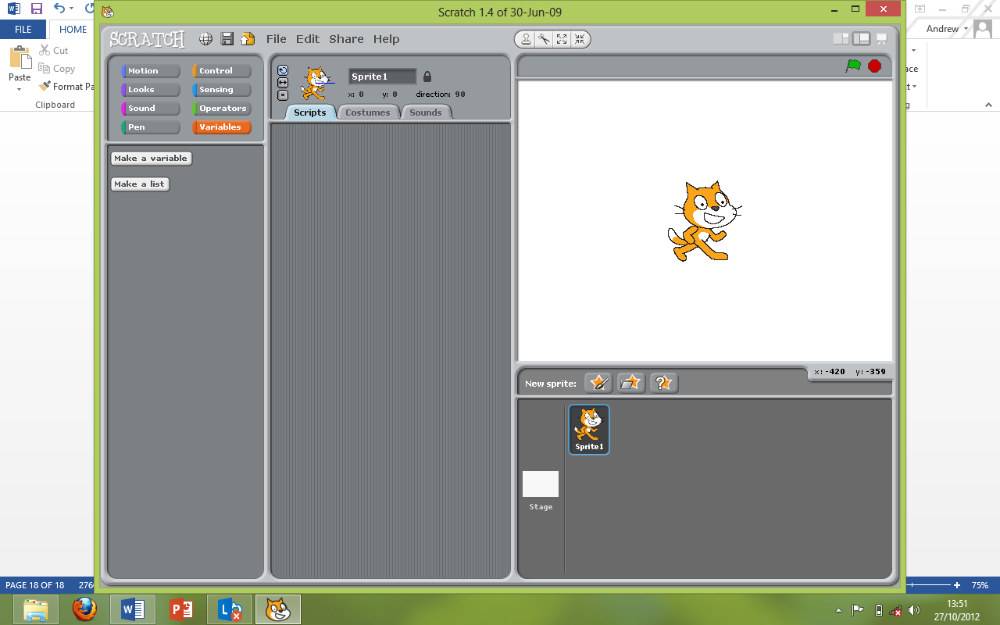 Scratch 1.4 of 30-Jun-09
FILE HOME
Cut
Copy
Format Pa
Paste
Clipboard
Andrew
SCRATCH File Edit Share Help
Motion Control
Looks Sensing
Sound Operators
Pen Variables
Make a variable
Make a list
Sprite1
x: 0 y: 0 direction: 90
Scripts Costumes Sounds
x: -420 y: -359
New sprite:
Sprite1
Stage
PAGE 18 OF 18 276
75%
13:51
27/10/2012